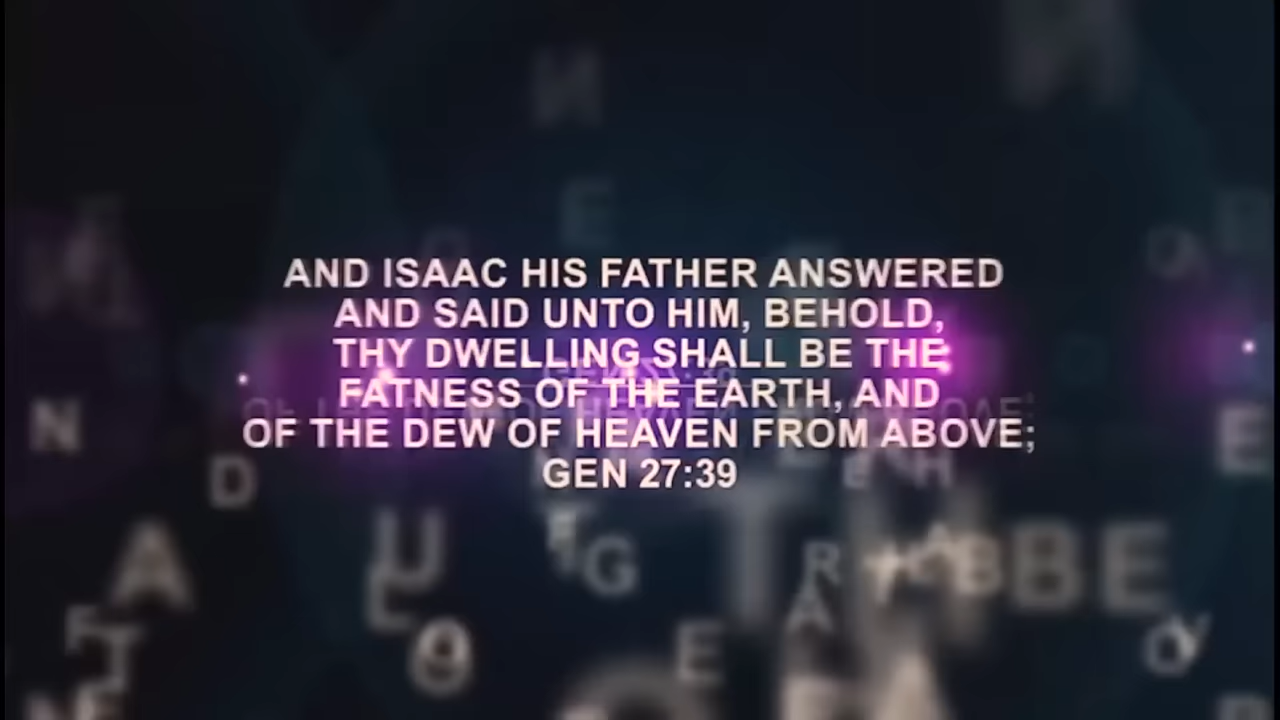 AND ISAAC HIS FATHER ANSWERED
AND SAID UNTO HIM, BEHOLD,
THY DWELLING SHALL BE THE
FATNESS OF THE EARTH, AND
OF THE DEW OF HEAVEN FROM ABOVE;
GEN 27:39